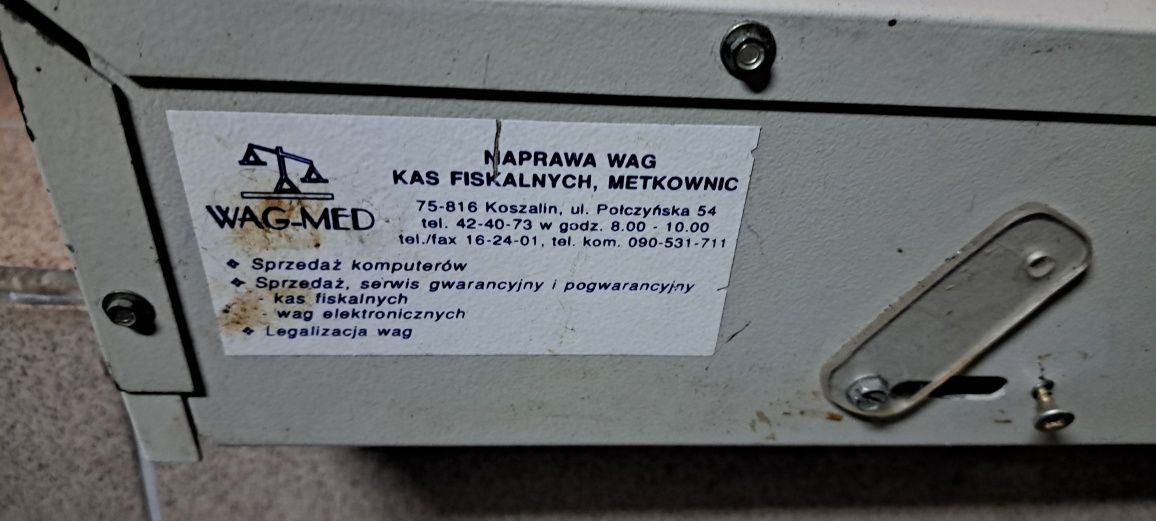 WAG-MED
NAPRAWA WAG
KAS FISKALNYCH, METKOWNIC
75-816 Koszalin, ul. Połczyńska 54
tel. 42-40-73 w godz. 8.00 - 10.00
tel./fax 16-24-01, tel. kom. 090-531-711
❖ Sprzedaż komputerów
❖ Sprzedaż, serwis gwarancyjny i pogwarancyjny
- kas fiskalnych
- wag elektronicznych
❖ Legalizacja wag